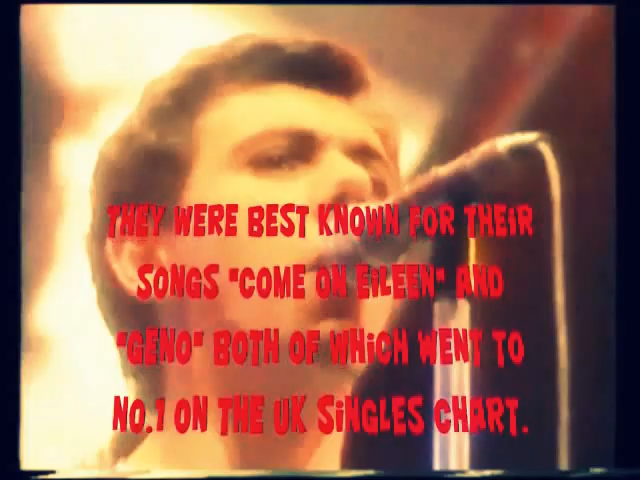 THEY WERE BEST KNOWN FOR THEiR
SONGS "COME ON EiLEEN" AND
"GENO" BOTH OF WHiCH WENT TO
NO.1 ON THE UK SiNGLES CHART.